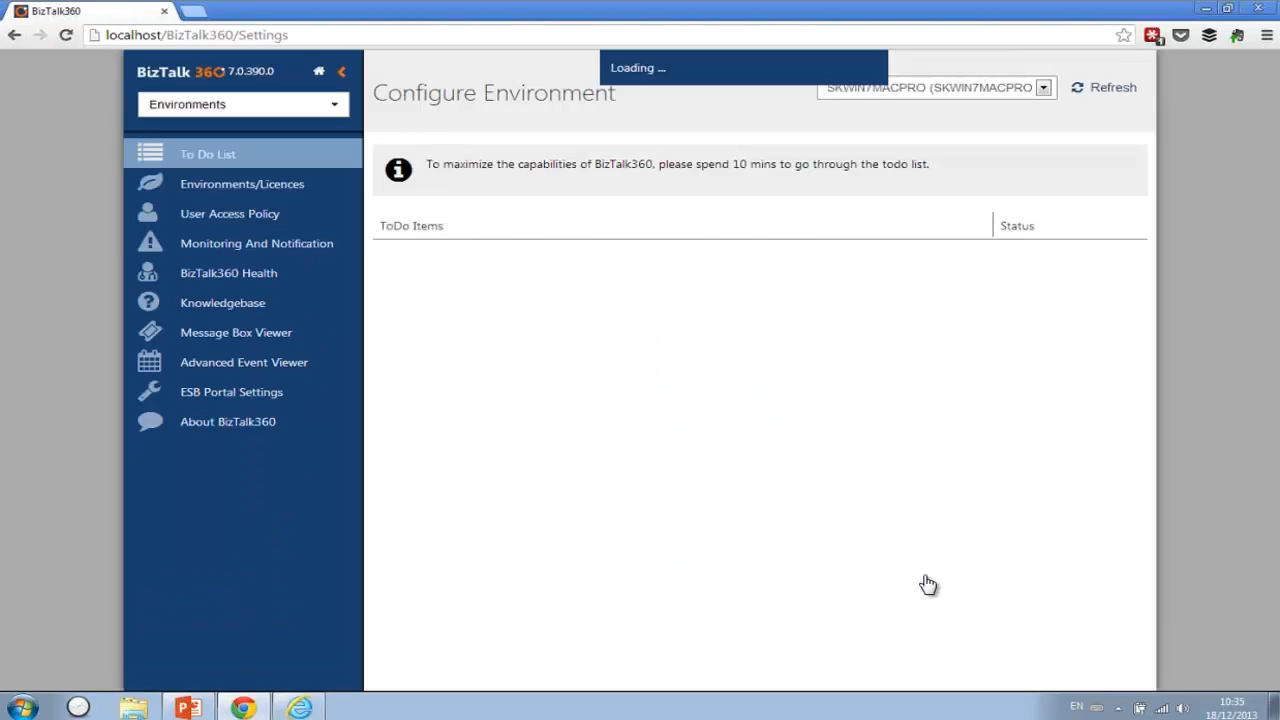 BizTalk360
localhost/BizTalk360/Settings
BizTalk 360 7.0.390.0
Loading ...
Environments
Configure Environment
SKWIN7MACPRO (SKWIN7MACPRO
Refresh
To Do List
To maximize the capabilities of BizTalk360, please spend 10 mins to go through the todo list.
Environments/Licences
User Access Policy
ToDo Items
Status
Monitoring And Notification
BizTalk360 Health
Knowledgebase
Message Box Viewer
Advanced Event Viewer
ESB Portal Settings
About BizTalk360
EN
10:35
18/12/2013